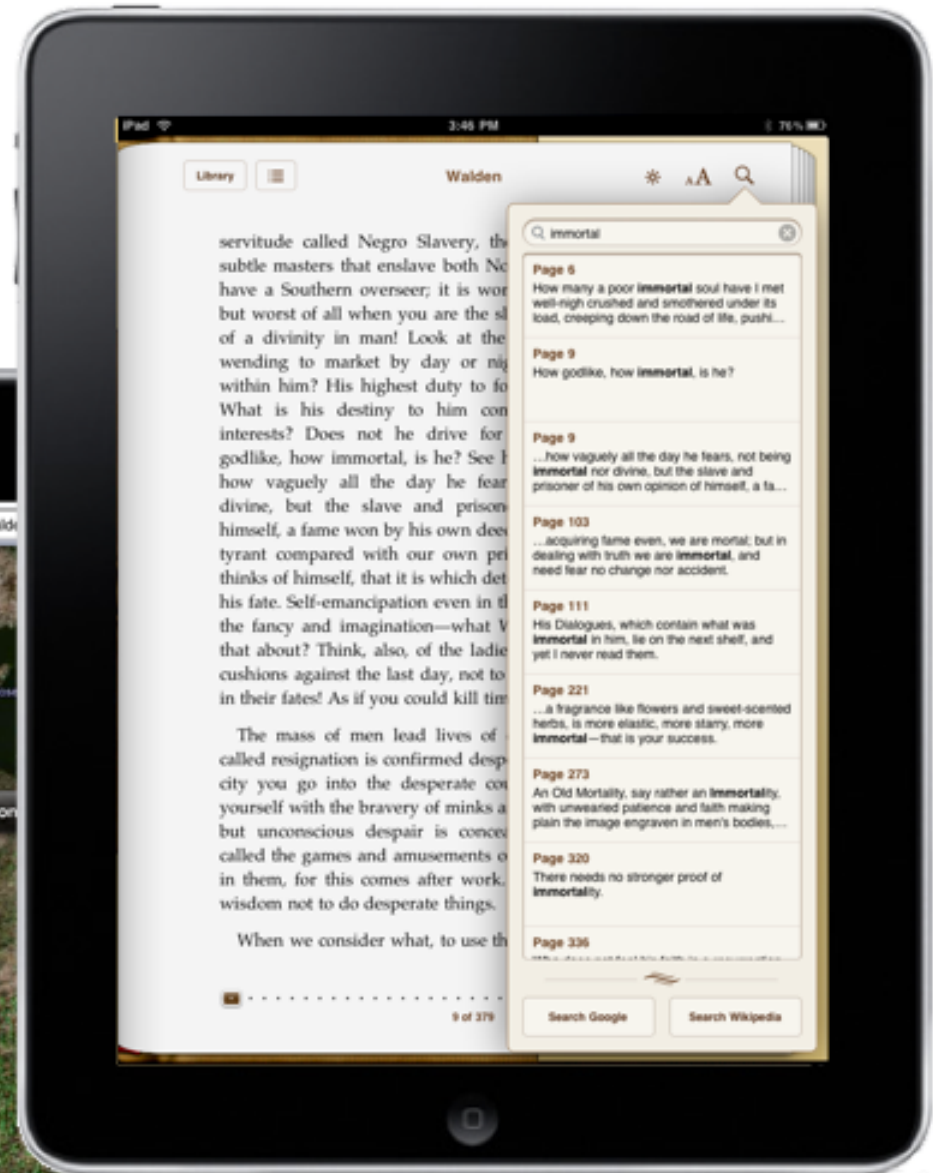 iPad
3:46 PM
76%
Library
Walden
AA
servitude called Negro Slavery, the
subtle masters that enslave both No
have a Southern overseer; it is wor
but worst of all when you are the sl
of a divinity in man! Look at the
wending to market by day or nig
within him? His highest duty to fo
What is his destiny to him com
interests? Does not he drive for
godlike, how immortal, is he? See h
how vaguely all the day he fear
divine, but the slave and prison
himself, a fame won by his own deed
tyrant compared with our own pri
thinks of himself, that it is which det
his fate. Self-emancipation even in th
the fancy and imagination—what W
that about? Think, also, of the ladie
cushions against the last day, not to
in their fates! As if you could kill tim
The mass of men lead lives of
called resignation is confirmed desp
city you go into the desperate cou
yourself with the bravery of minks a
but unconscious despair is concea
called the games and amusements o
in them, for this comes after work.
wisdom not to do desperate things.
When we consider what, to use th
9 of 379
immortal
Page 6
How many a poor immortal soul have I met
well-nigh crushed and smothered under its
load, creeping down the road of life, pushi...
Page 9
How godlike, how immortal, is he?
Page 9
...how vaguely all the day he fears, not being
immortal nor divine, but the slave and
prisoner of his own opinion of himself, a fa...
Page 103
...acquiring fame even, we are mortal; but in
dealing with truth we are immortal, and
need fear no change nor accident.
Page 111
His Dialogues, which contain what was
immortal in him, lie on the next shelf, and
yet I never read them.
Page 221
...a fragrance like flowers and sweet-scented
herbs, is more elastic, more starry, more
immortal—that is your success.
Page 273
An Old Mortality, say rather an Immortality,
with unwearied patience and faith making
plain the image engraven in men's bodies,...
Page 320
There needs no stronger proof of
immortality.
Page 336
Search Google
Search Wikipedia